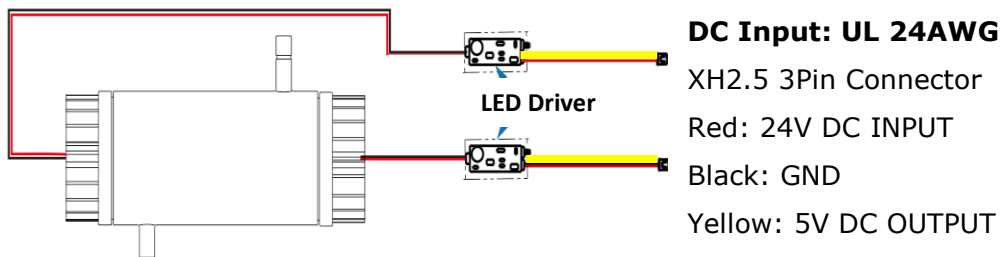 DC Input: UL 24AWG
XH2.5 3Pin Connector
LED Driver
Red: 24V DC INPUT
Black: GND
Yellow: 5V DC OUTPUT